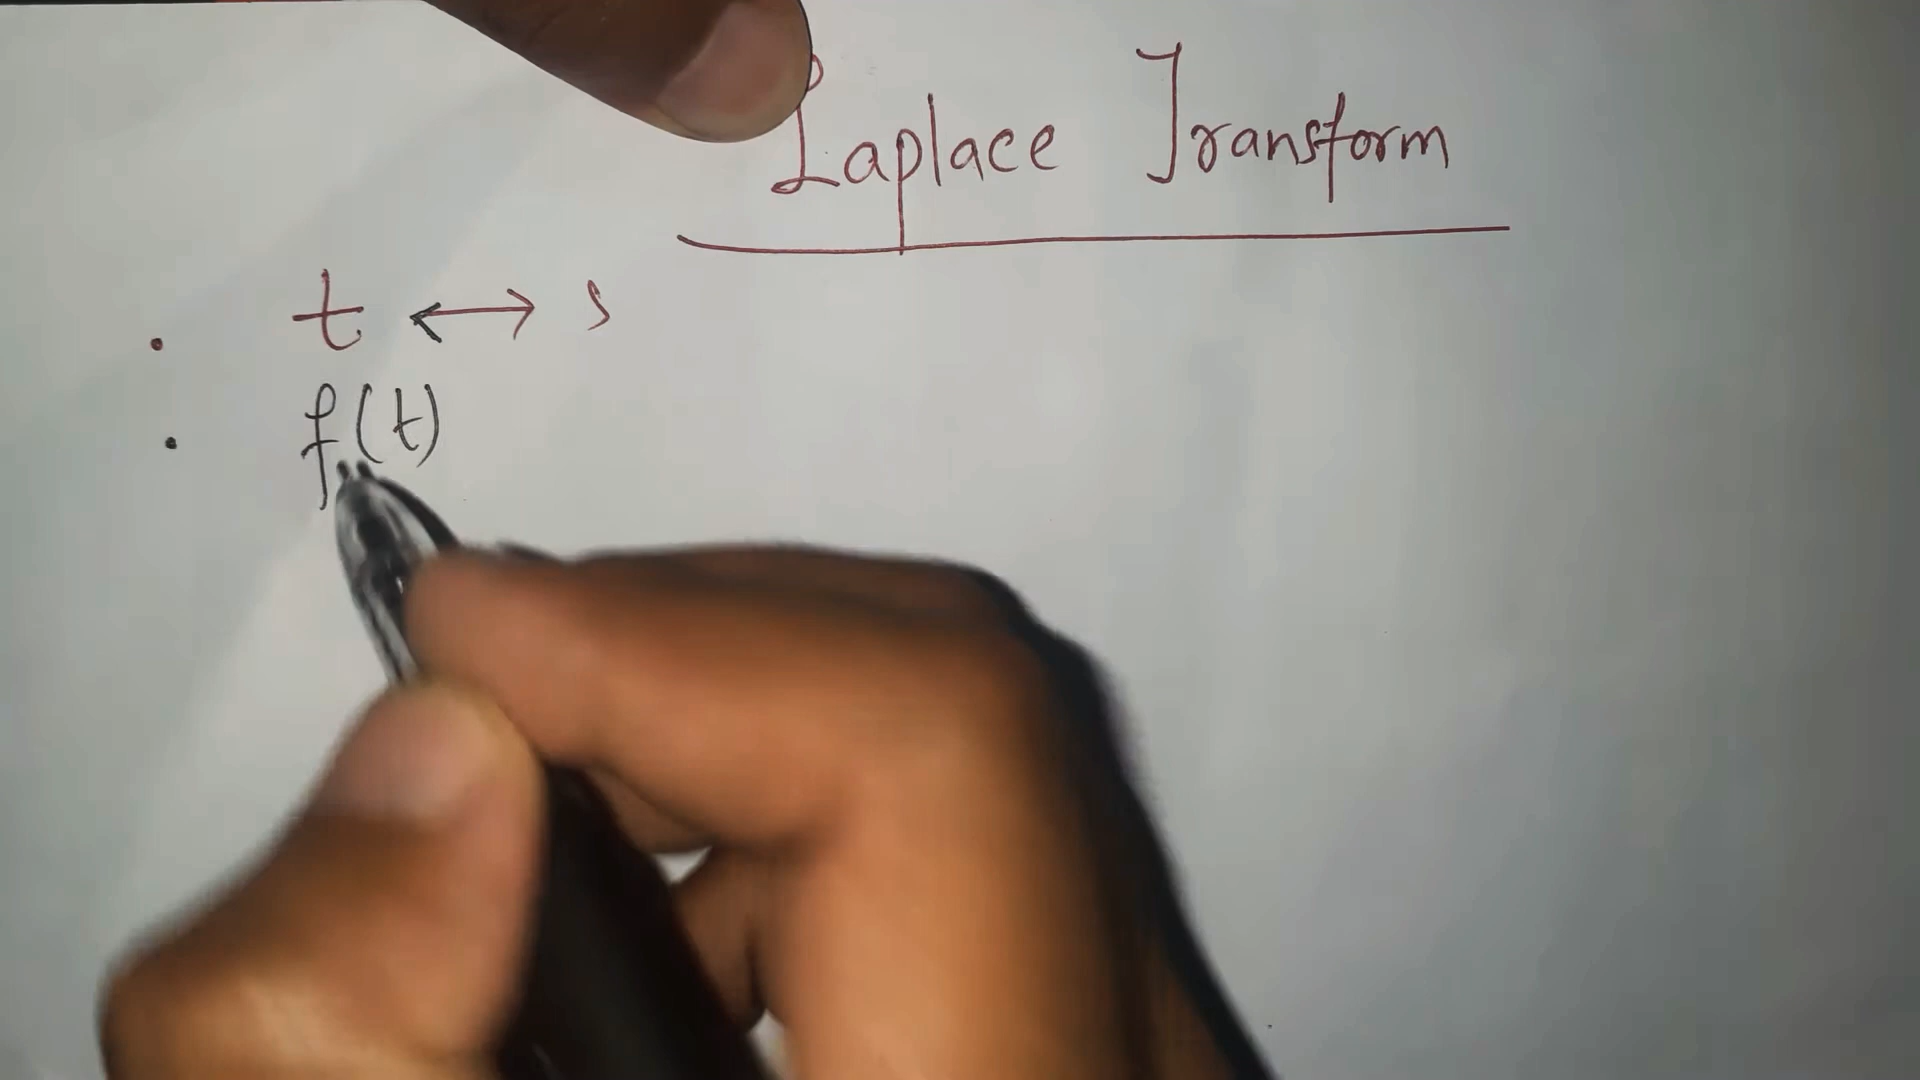 Laplace Transform
. t ⟷ s
. f(t)